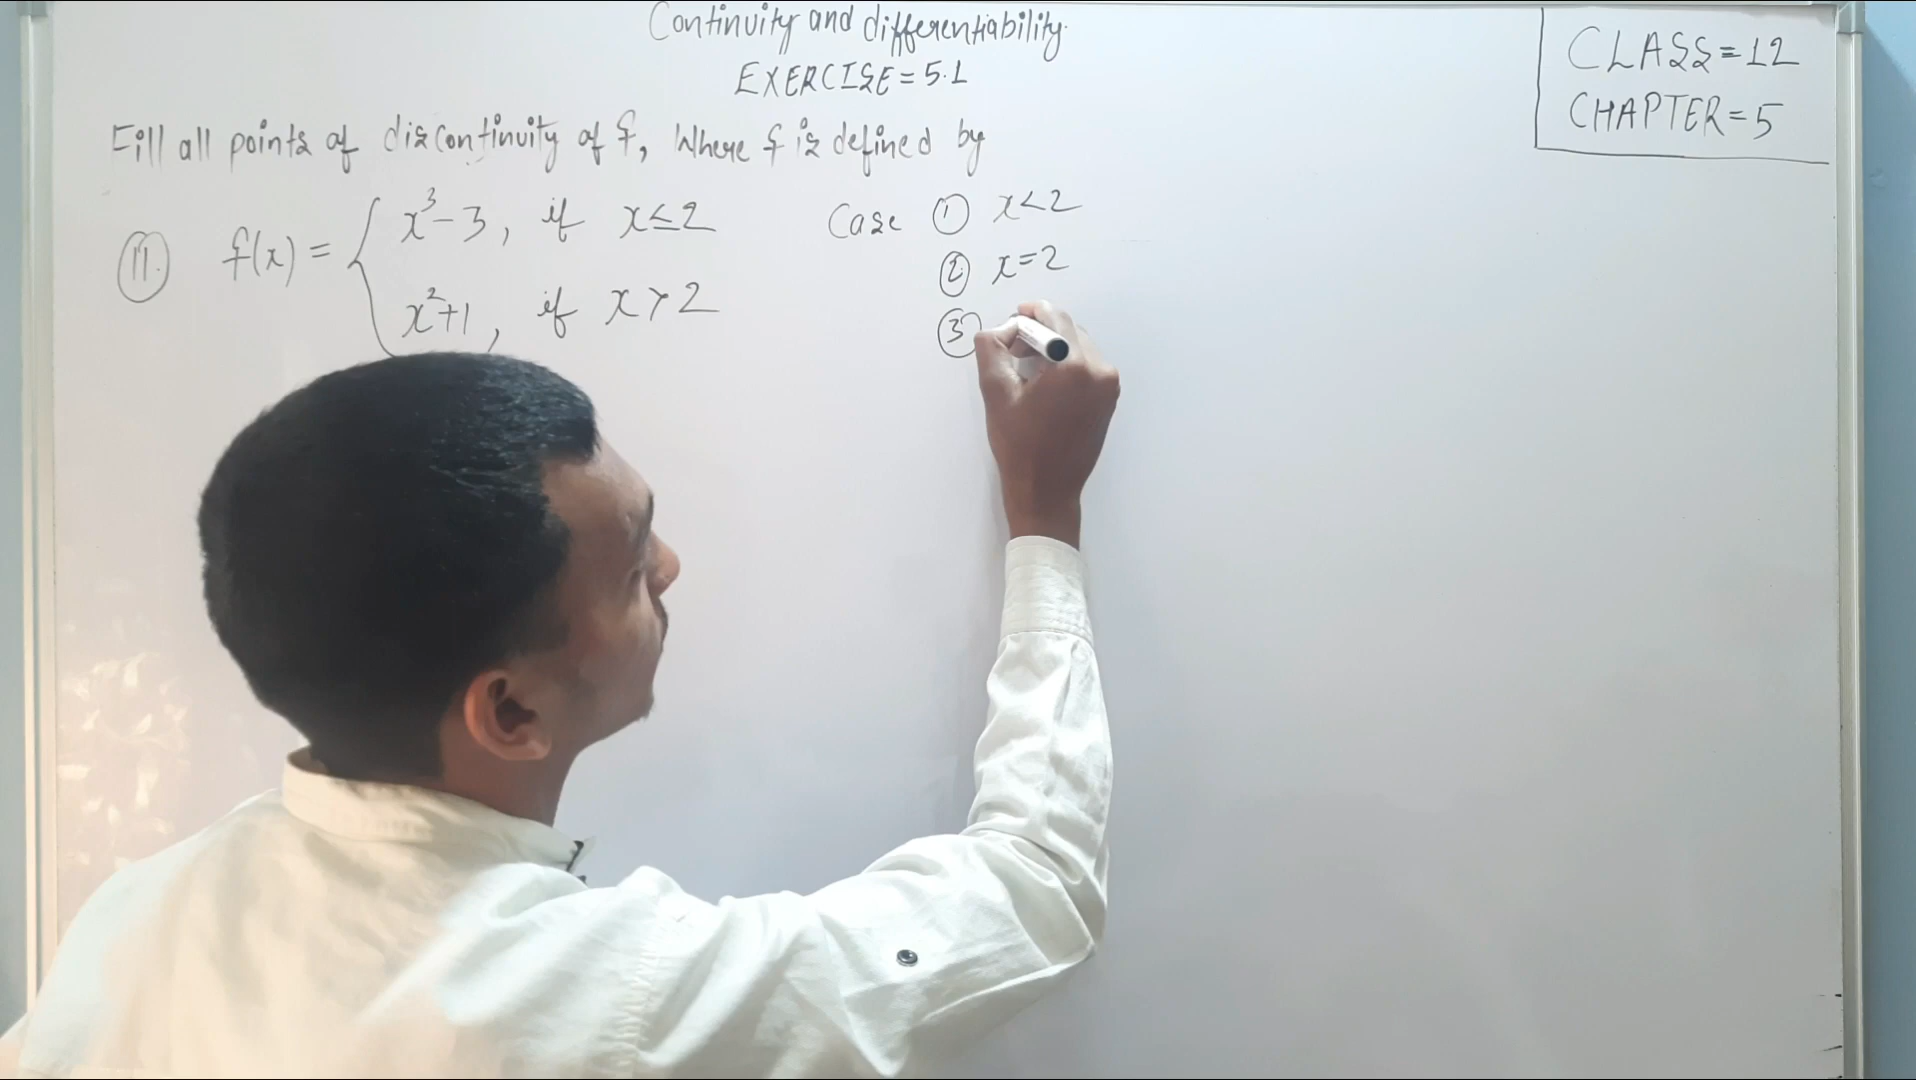 Continuity and differentiability.
EXERCISE = 5.1
CLASS = 12
CHAPTER = 5
Fill all points of discontinuity of f, Where f is defined by
11. f(x) = { x³-3, if x≤2
x²+1, if x>2
Case 1 x<2
2 x=2
3